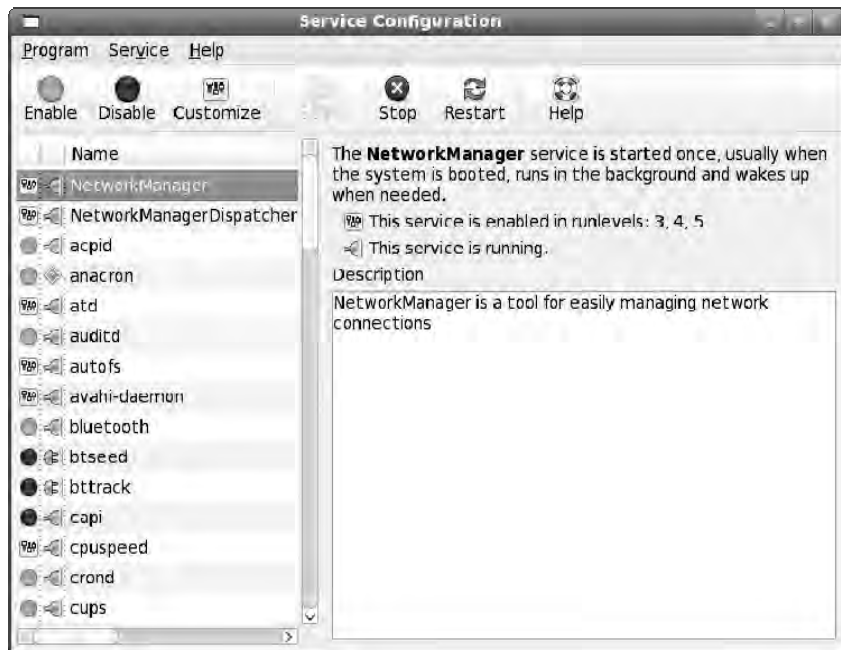 Service Configuration
Program Service Help
Enable Disable Customize Stop Restart Help
Name
NetworkManager
NetworkManagerDispatcher
acpid
anacron
atd
auditd
autofs
avahi-daemon
bluetooth
btseed
bttrack
capi
cpuspeed
crond
cups
The NetworkManager service is started once, usually when
the system is booted, runs in the background and wakes up
when needed.
This service is enabled in runlevels: 3, 4, 5
This service is running.
Description
NetworkManager is a tool for easily managing network
connections